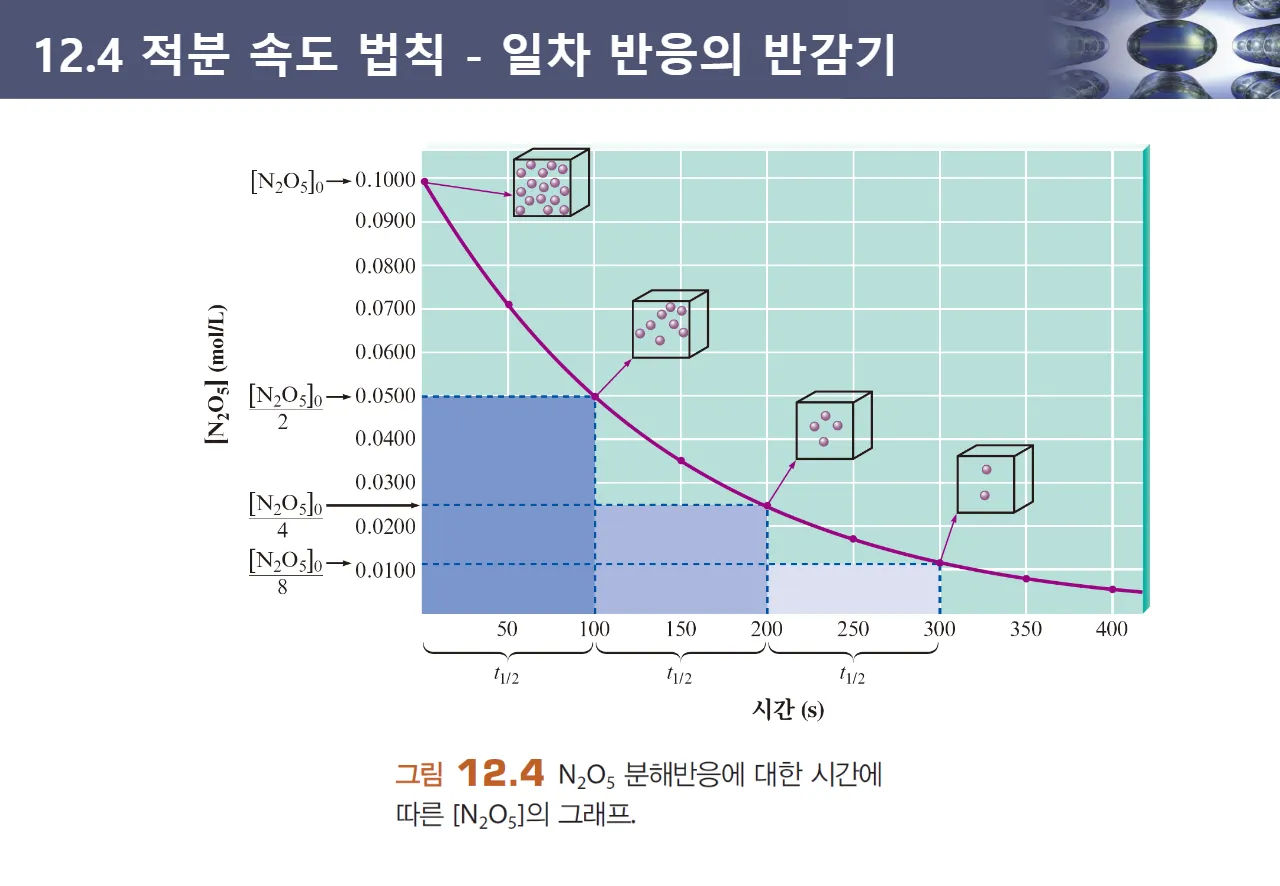 12.4 적분 속도 법칙 - 일차 반응의 반감기
[N₂O₅] (mol/L)
[N₂O₅]₀ 0.1000
0.0900
0.0800
0.0700
0.0600
[N₂O₅]₀/2 0.0500
0.0400
0.0300
[N₂O₅]₀/4
0.0200
[N₂O₅]₀/8 0.0100
50 100 150 200 250 300 350 400
t₁/₂ t₁/₂ t₁/₂
시간 (s)
그림 12.4 N₂O₅ 분해반응에 대한 시간에
따른 [N₂O₅]의 그래프.